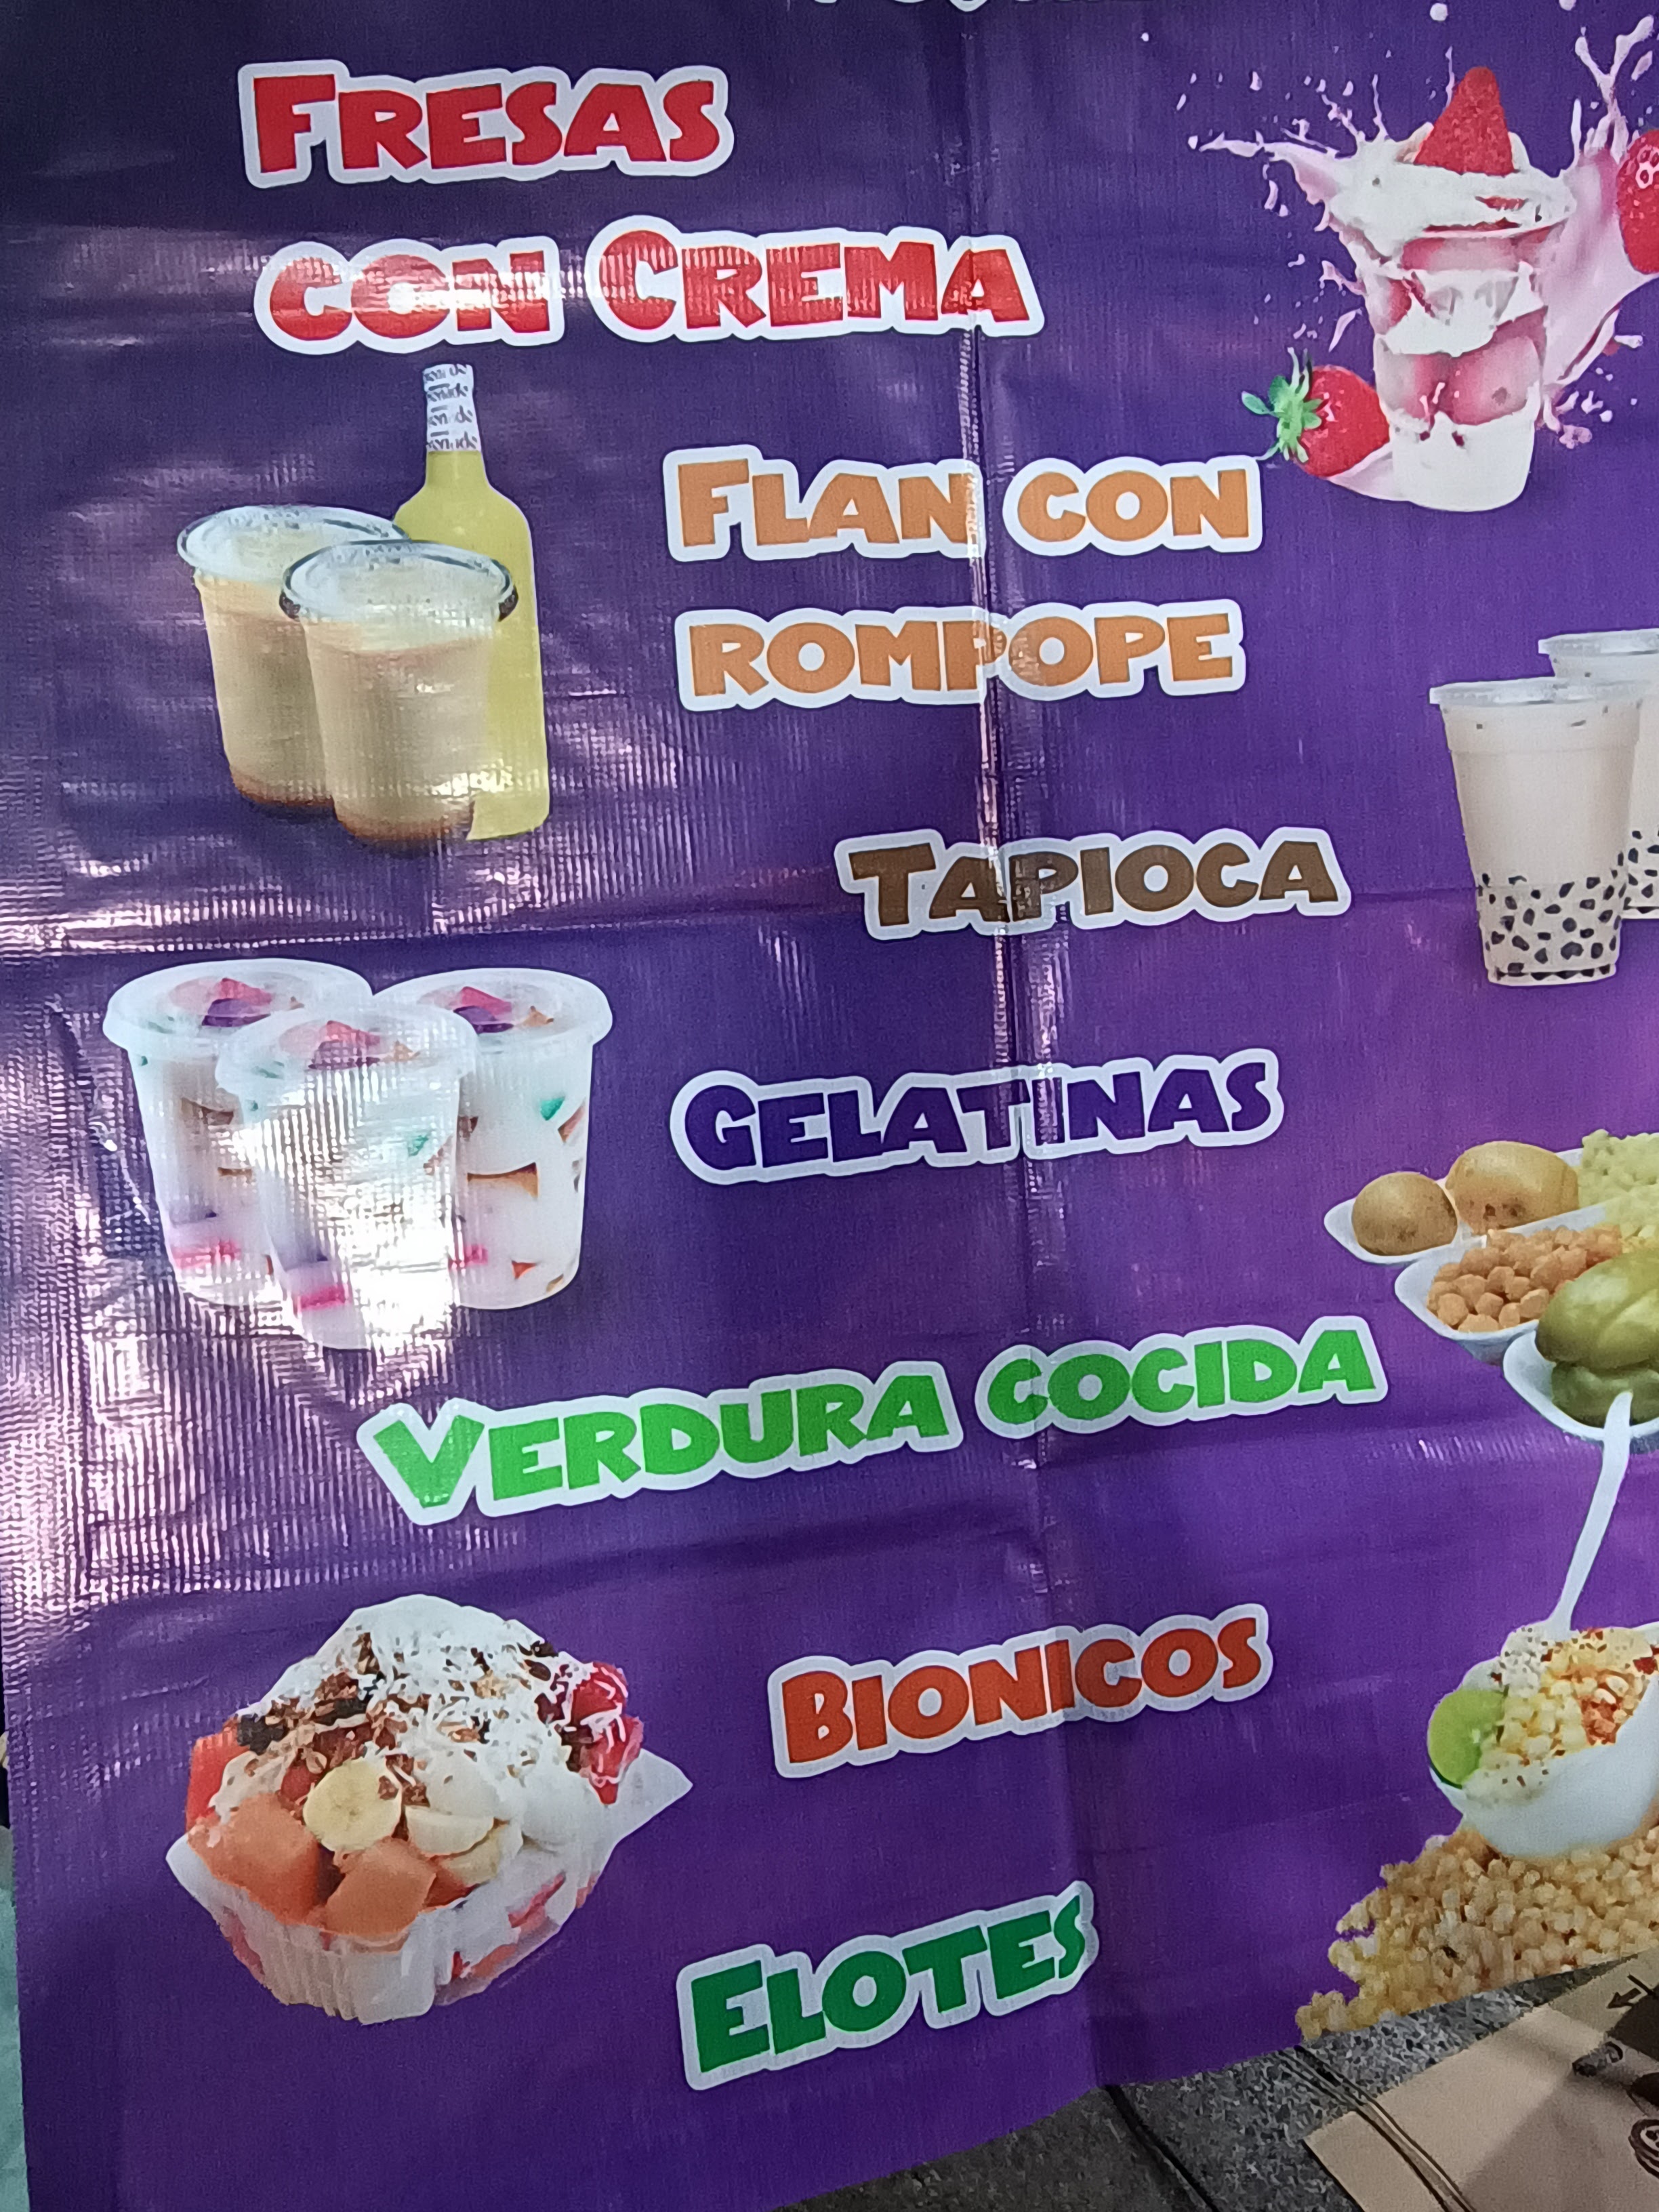 FRESAS
CON CREMA
FLAN CON
ROMPOPE
TAPIOCA
GELATINAS
VERDURA COCIDA
BIONICOS
ELOTES